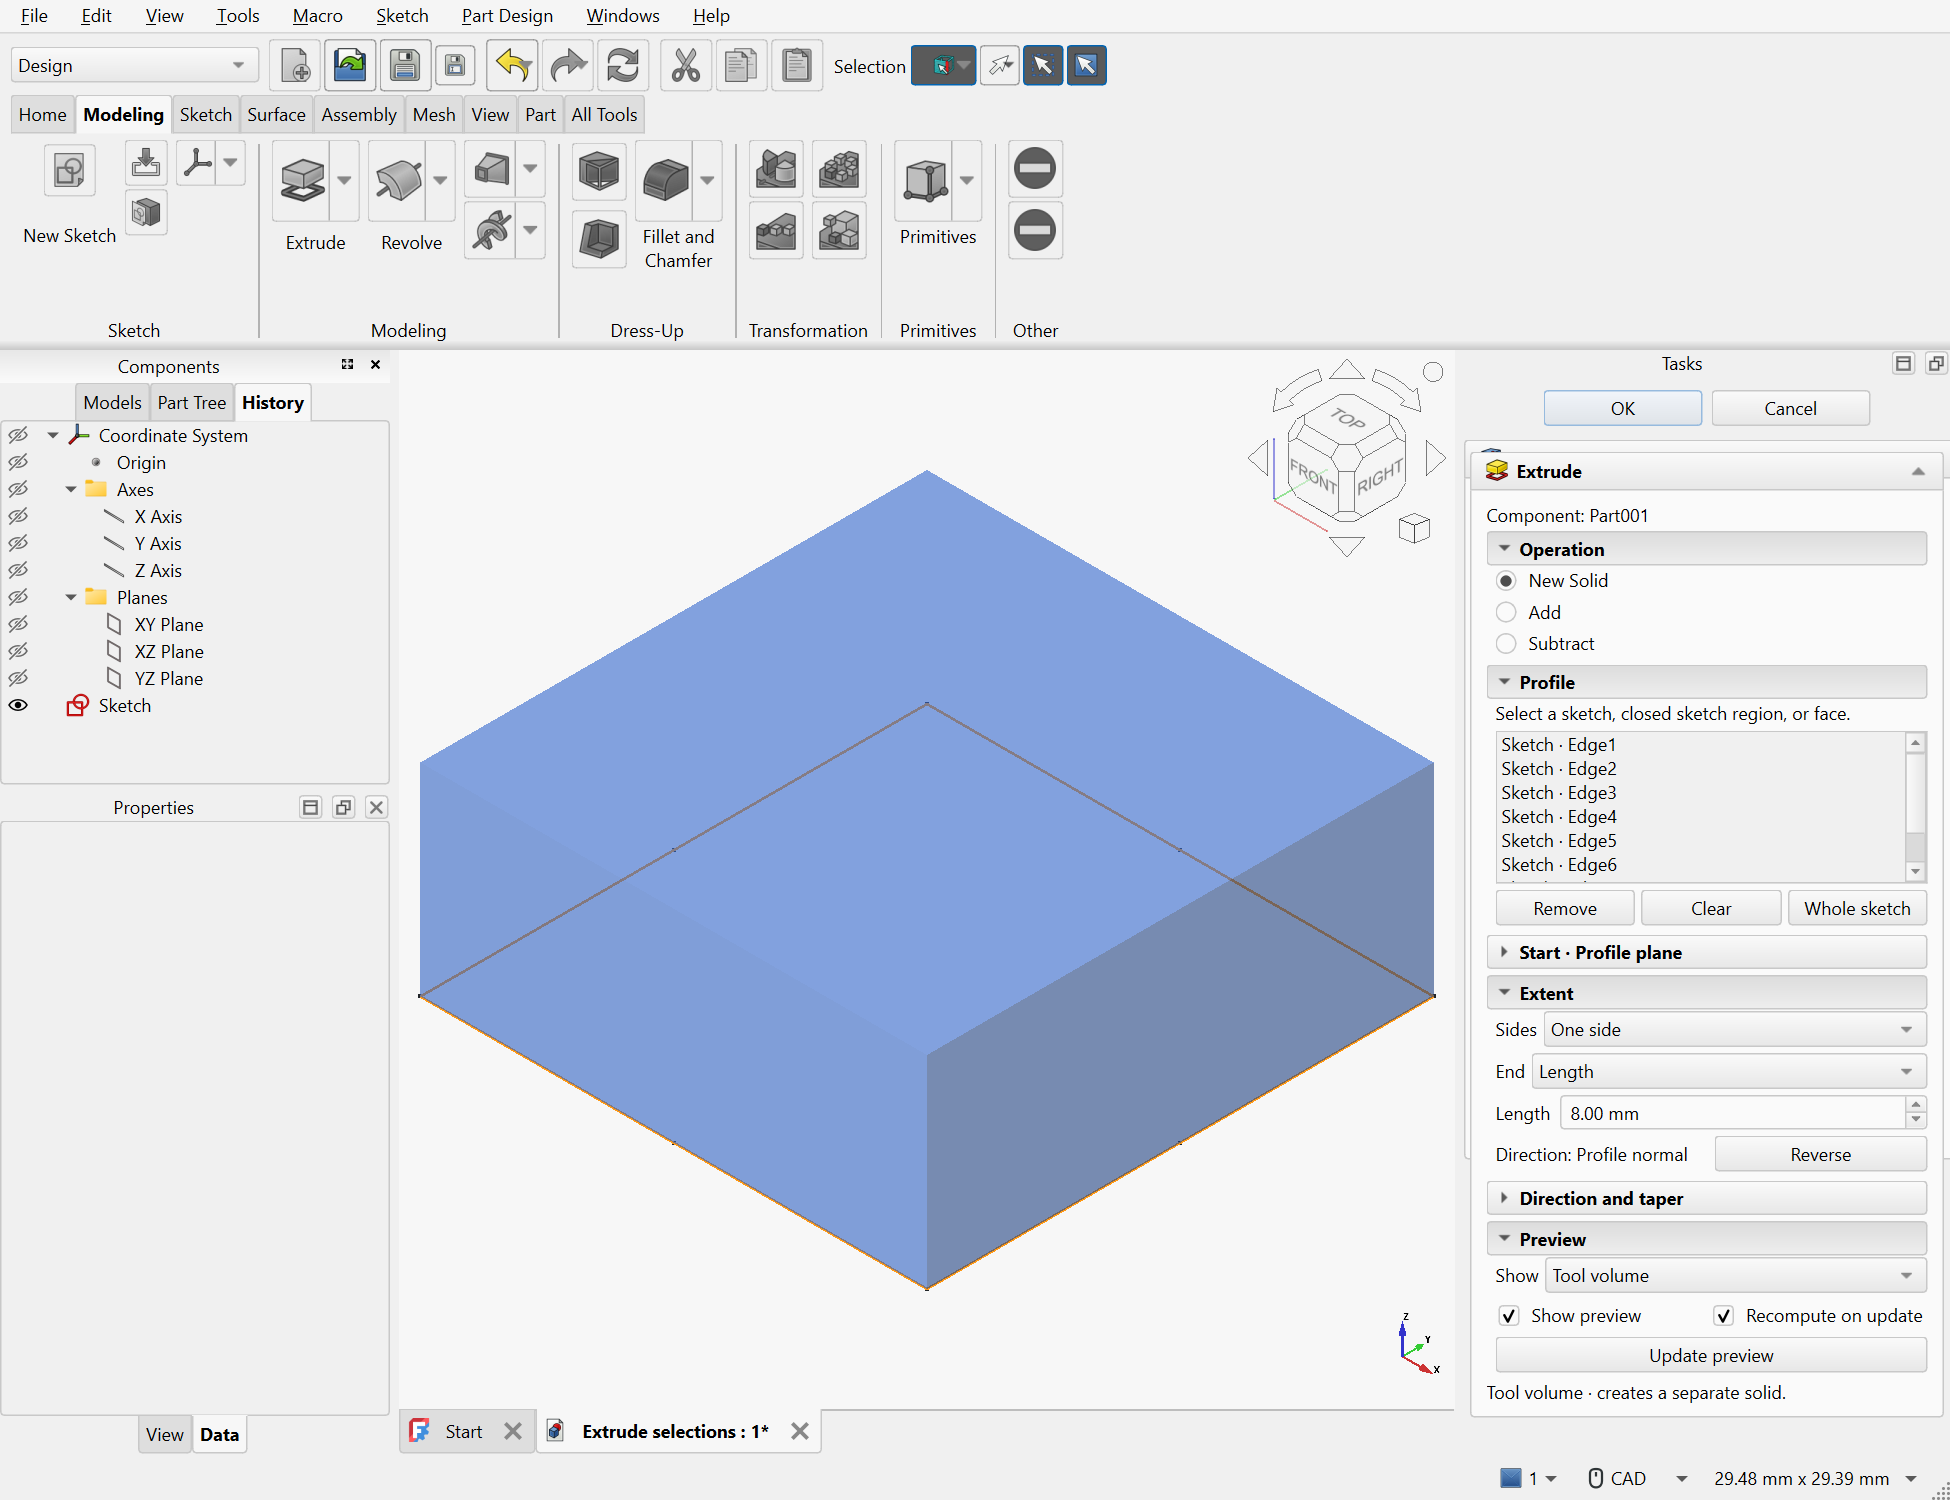 File Edit View Tools Macro Sketch Part Design Windows Help
Design
Selection
Home Modeling Sketch Surface Assembly Mesh View Part All Tools
New Sketch
Extrude
Revolve
Fillet and
Chamfer
Primitives
Sketch
Modeling
Dress-Up
Transformation
Primitives
Other
Components
Models Part Tree History
Coordinate System
Origin
Axes
X Axis
Y Axis
Z Axis
Planes
XY Plane
XZ Plane
YZ Plane
Sketch
Properties
View Data
TOP
FRONT
RIGHT
Z
Y
X
Start
Extrude selections : 1*
Tasks
OK
Cancel
Extrude
Component: Part001
Operation
New Solid
Add
Subtract
Profile
Select a sketch, closed sketch region, or face.
Sketch · Edge1
Sketch · Edge2
Sketch · Edge3
Sketch · Edge4
Sketch · Edge5
Sketch · Edge6
Remove Clear Whole sketch
Start · Profile plane
Extent
Sides One side
End Length
Length 8.00 mm
Direction: Profile normal Reverse
Direction and taper
Preview
Show Tool volume
Show preview Recompute on update
Update preview
Tool volume · creates a separate solid.
1 CAD 29.48 mm x 29.39 mm